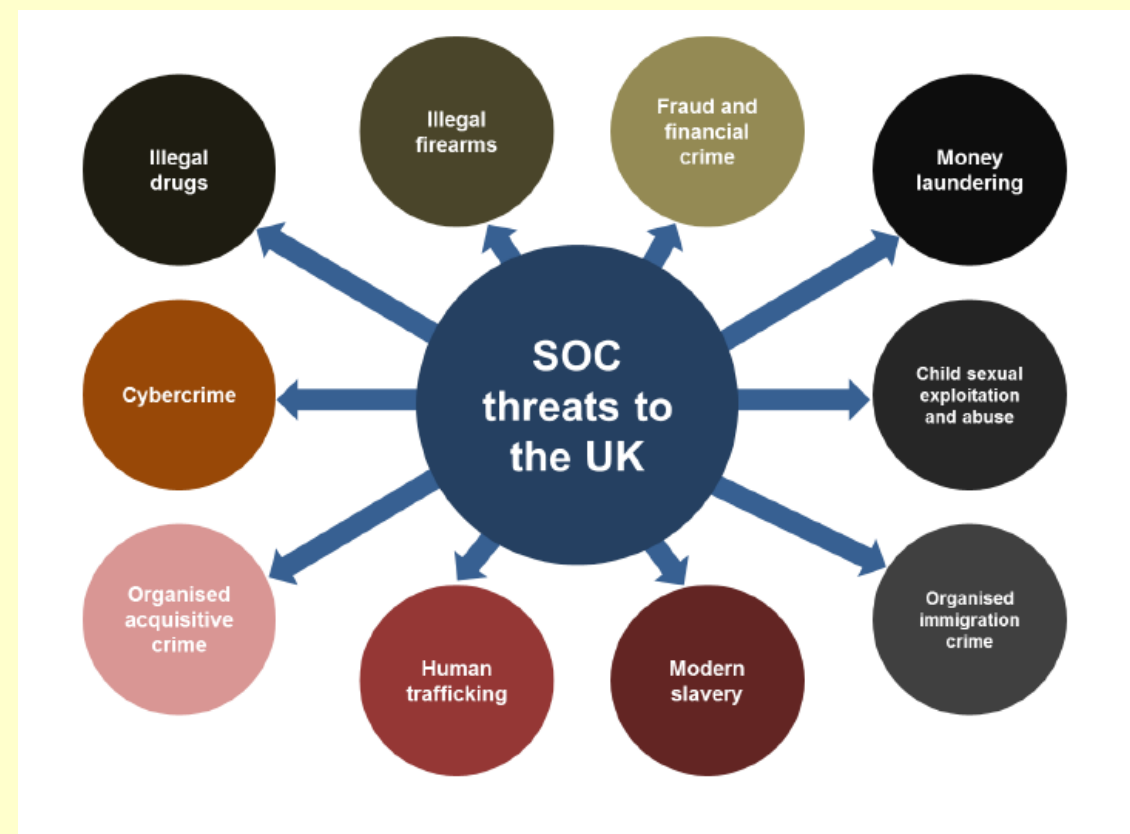 Illegal
drugs
Illegal
firearms
Fraud and
financial
crime
Money
laundering
SOC
threats to
the UK
Cybercrime
Child sexual
exploitation
and abuse
Organised
acquisitive
crime
Human
trafficking
Modern
slavery
Organised
immigration
crime